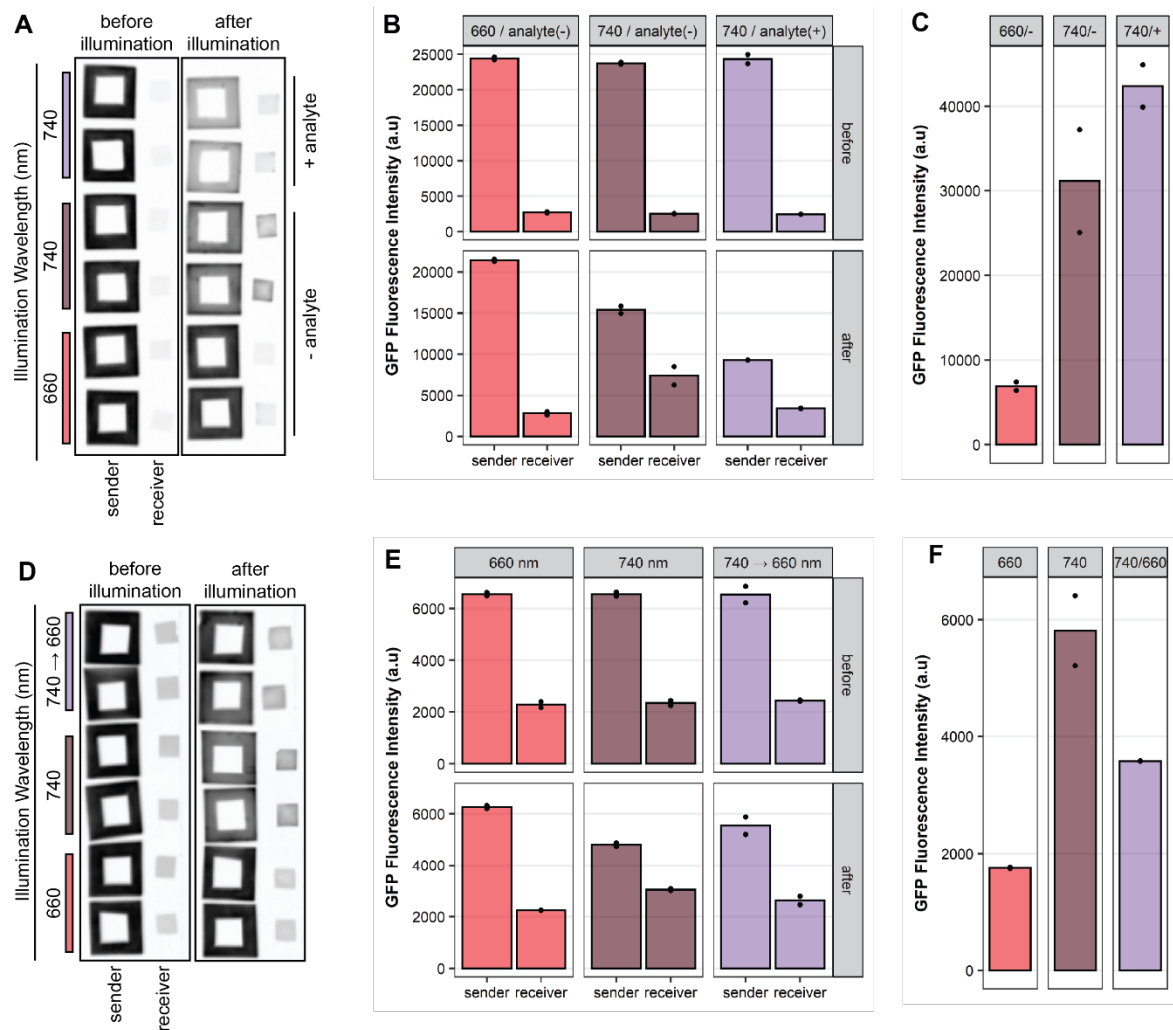 A
before
illumination
after
illumination
Illumination Wavelength (nm)
740
740
660
+ analyte
- analyte
sender
receiver
B
660 / analyte(-)
740 / analyte(-)
740 / analyte(+)
GFP Fluorescence Intensity (a.u)
25000
20000
15000
10000
5000
0
before
20000
15000
10000
5000
0
after
sender receiver
sender receiver
sender receiver
C
660/-
740/-
740/+
GFP Fluorescence Intensity (a.u)
40000
30000
20000
10000
0
D
before
illumination
after
illumination
Illumination Wavelength (nm)
740 → 660
740
660
sender
receiver
E
660 nm
740 nm
740 → 660 nm
GFP Fluorescence Intensity (a.u)
6000
4000
2000
0
before
6000
4000
2000
0
after
sender receiver
sender receiver
sender receiver
F
660
740
740/660
GFP Fluorescence Intensity (a.u)
6000
4000
2000
0